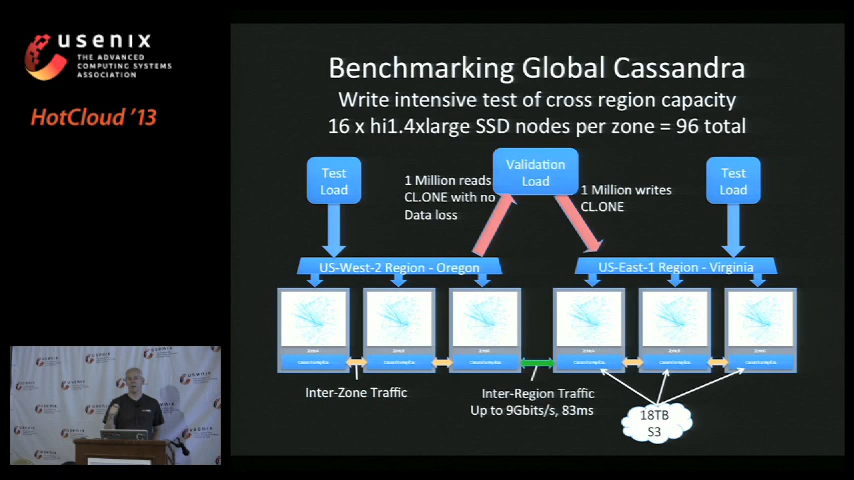 usenix
THE ADVANCED
COMPUTING SYSTEMS
ASSOCIATION
HotCloud '13
Benchmarking Global Cassandra
Write intensive test of cross region capacity
16 x hi1.4xlarge SSD nodes per zone = 96 total
Test
Load
1 Million reads
CL.ONE with no
Data loss
Validation
Load
1 Million writes
CL.ONE
Test
Load
US-West-2 Region - Oregon
US-East-1 Region - Virginia
Inter-Zone Traffic
Inter-Region Traffic
Up to 9Gbits/s, 83ms
18TB
S3